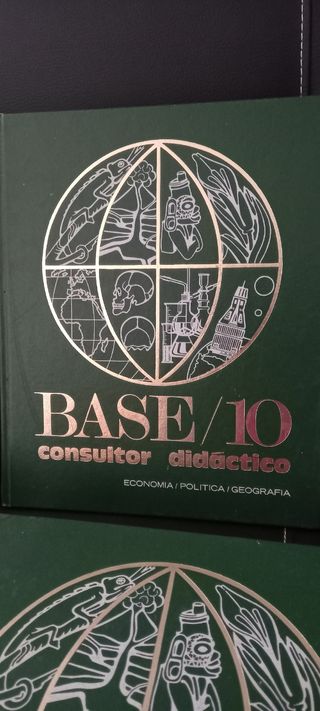 BASE/10
consultor didáctico
ECONOMIA/POLITICA/GEOGRAFIA